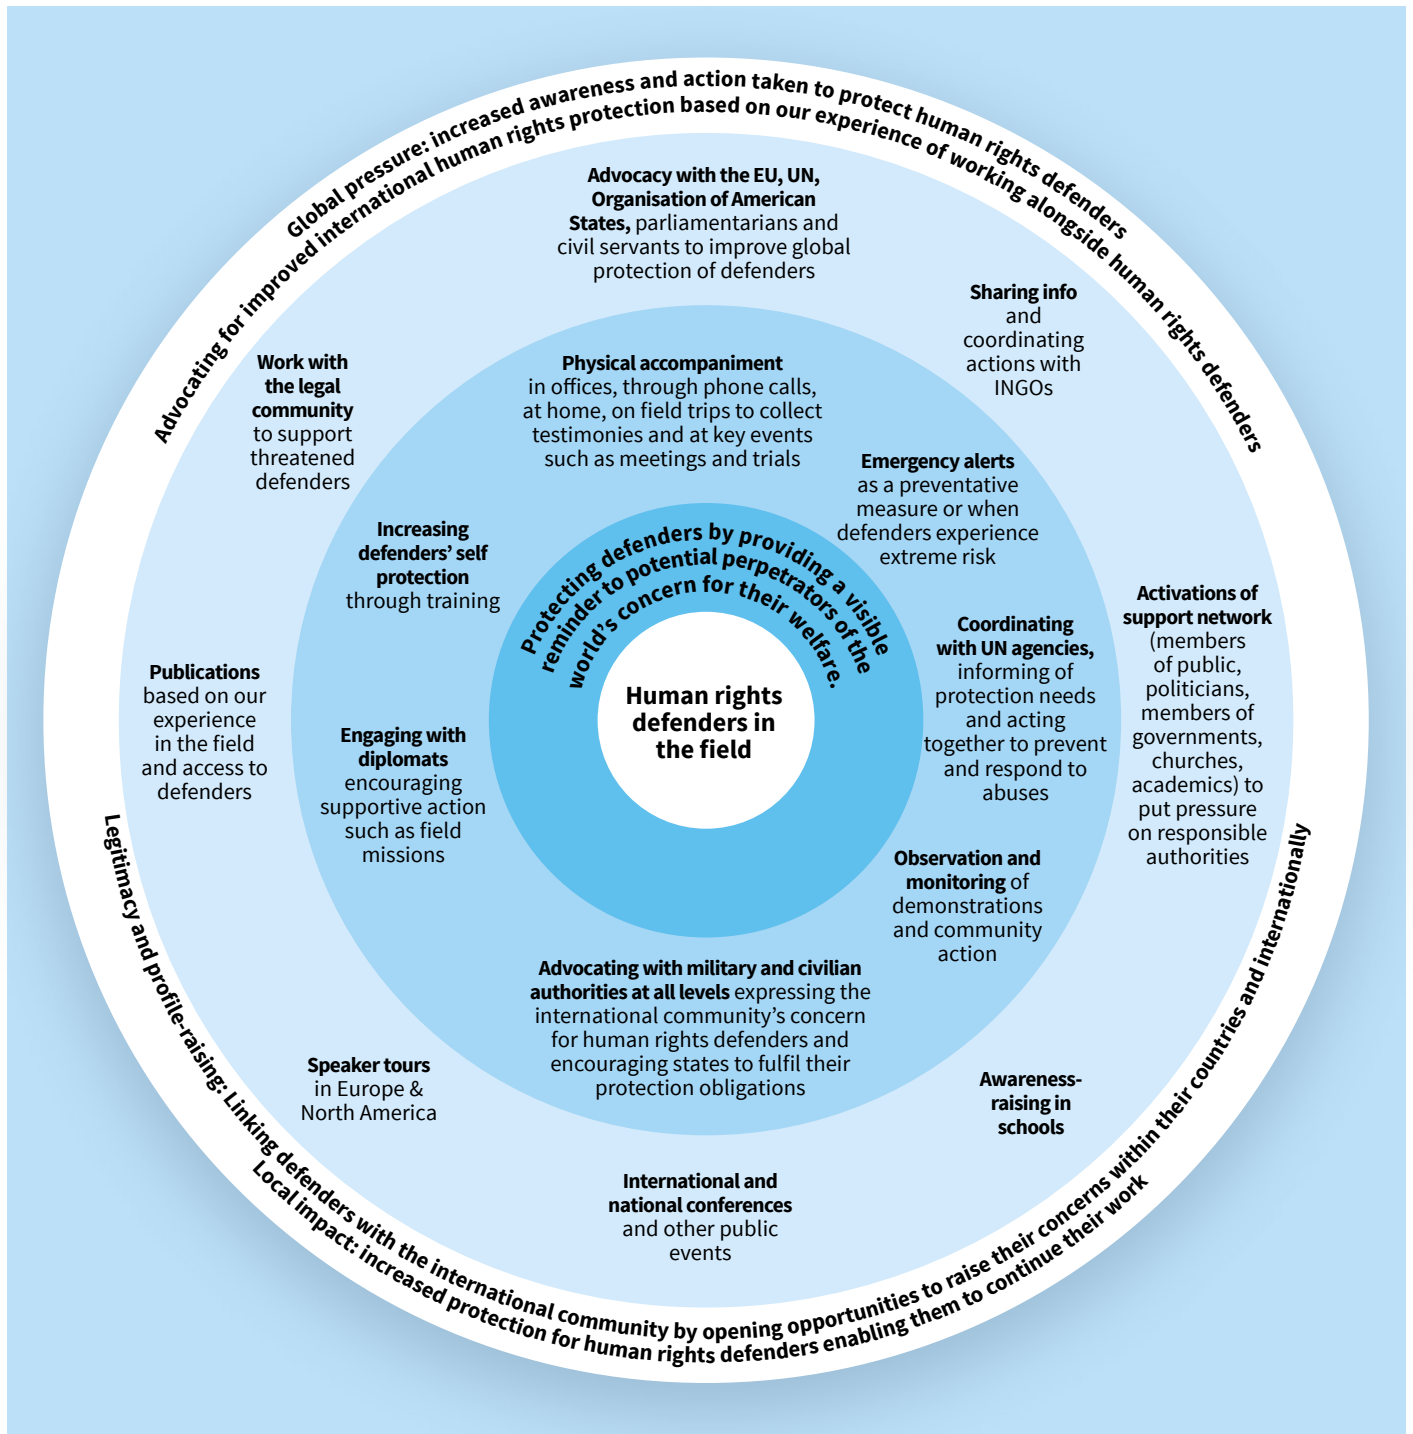 Global pressure: increased awareness and action taken to protect human rights defenders
Advocating for improved international human rights protection based on our experience of working alongside human rights defenders
Advocacy with the EU, UN,
Organisation of American
States, parliamentarians and
civil servants to improve global
protection of defenders
Sharing info
and
coordinating
actions with
INGOs
Work with
the legal
community
to support
threatened
defenders
Physical accompaniment
in offices, through phone calls,
at home, on field trips to collect
testimonies and at key events
such as meetings and trials
Emergency alerts
as a preventative
measure or when
defenders experience
extreme risk
Increasing
defenders’ self
protection
through training
Protecting defenders by providing a visible
reminder to potential perpetrators of the
world’s concern for their welfare.
Human rights
defenders in
the field
Activations of
support network
(members
of public,
politicians,
members of
governments,
churches,
academics) to
put pressure
on responsible
authorities
Coordinating
with UN agencies,
informing of
protection needs
and acting
together to prevent
and respond to
abuses
Publications
based on our
experience
in the field
and access to
defenders
Engaging with
diplomats
encouraging
supportive action
such as field
missions
Observation and
monitoring of
demonstrations
and community
action
Advocating with military and civilian
authorities at all levels expressing the
international community’s concern
for human rights defenders and
encouraging states to fulfil their
protection obligations
Speaker tours
in Europe &
North America
Awareness-
raising in
schools
International and
national conferences
and other public
events
Legitimacy and profile-raising: Linking defenders with the international community by opening opportunities to raise their concerns within their countries and internationally
Local impact: increased protection for human rights defenders enabling them to continue their work